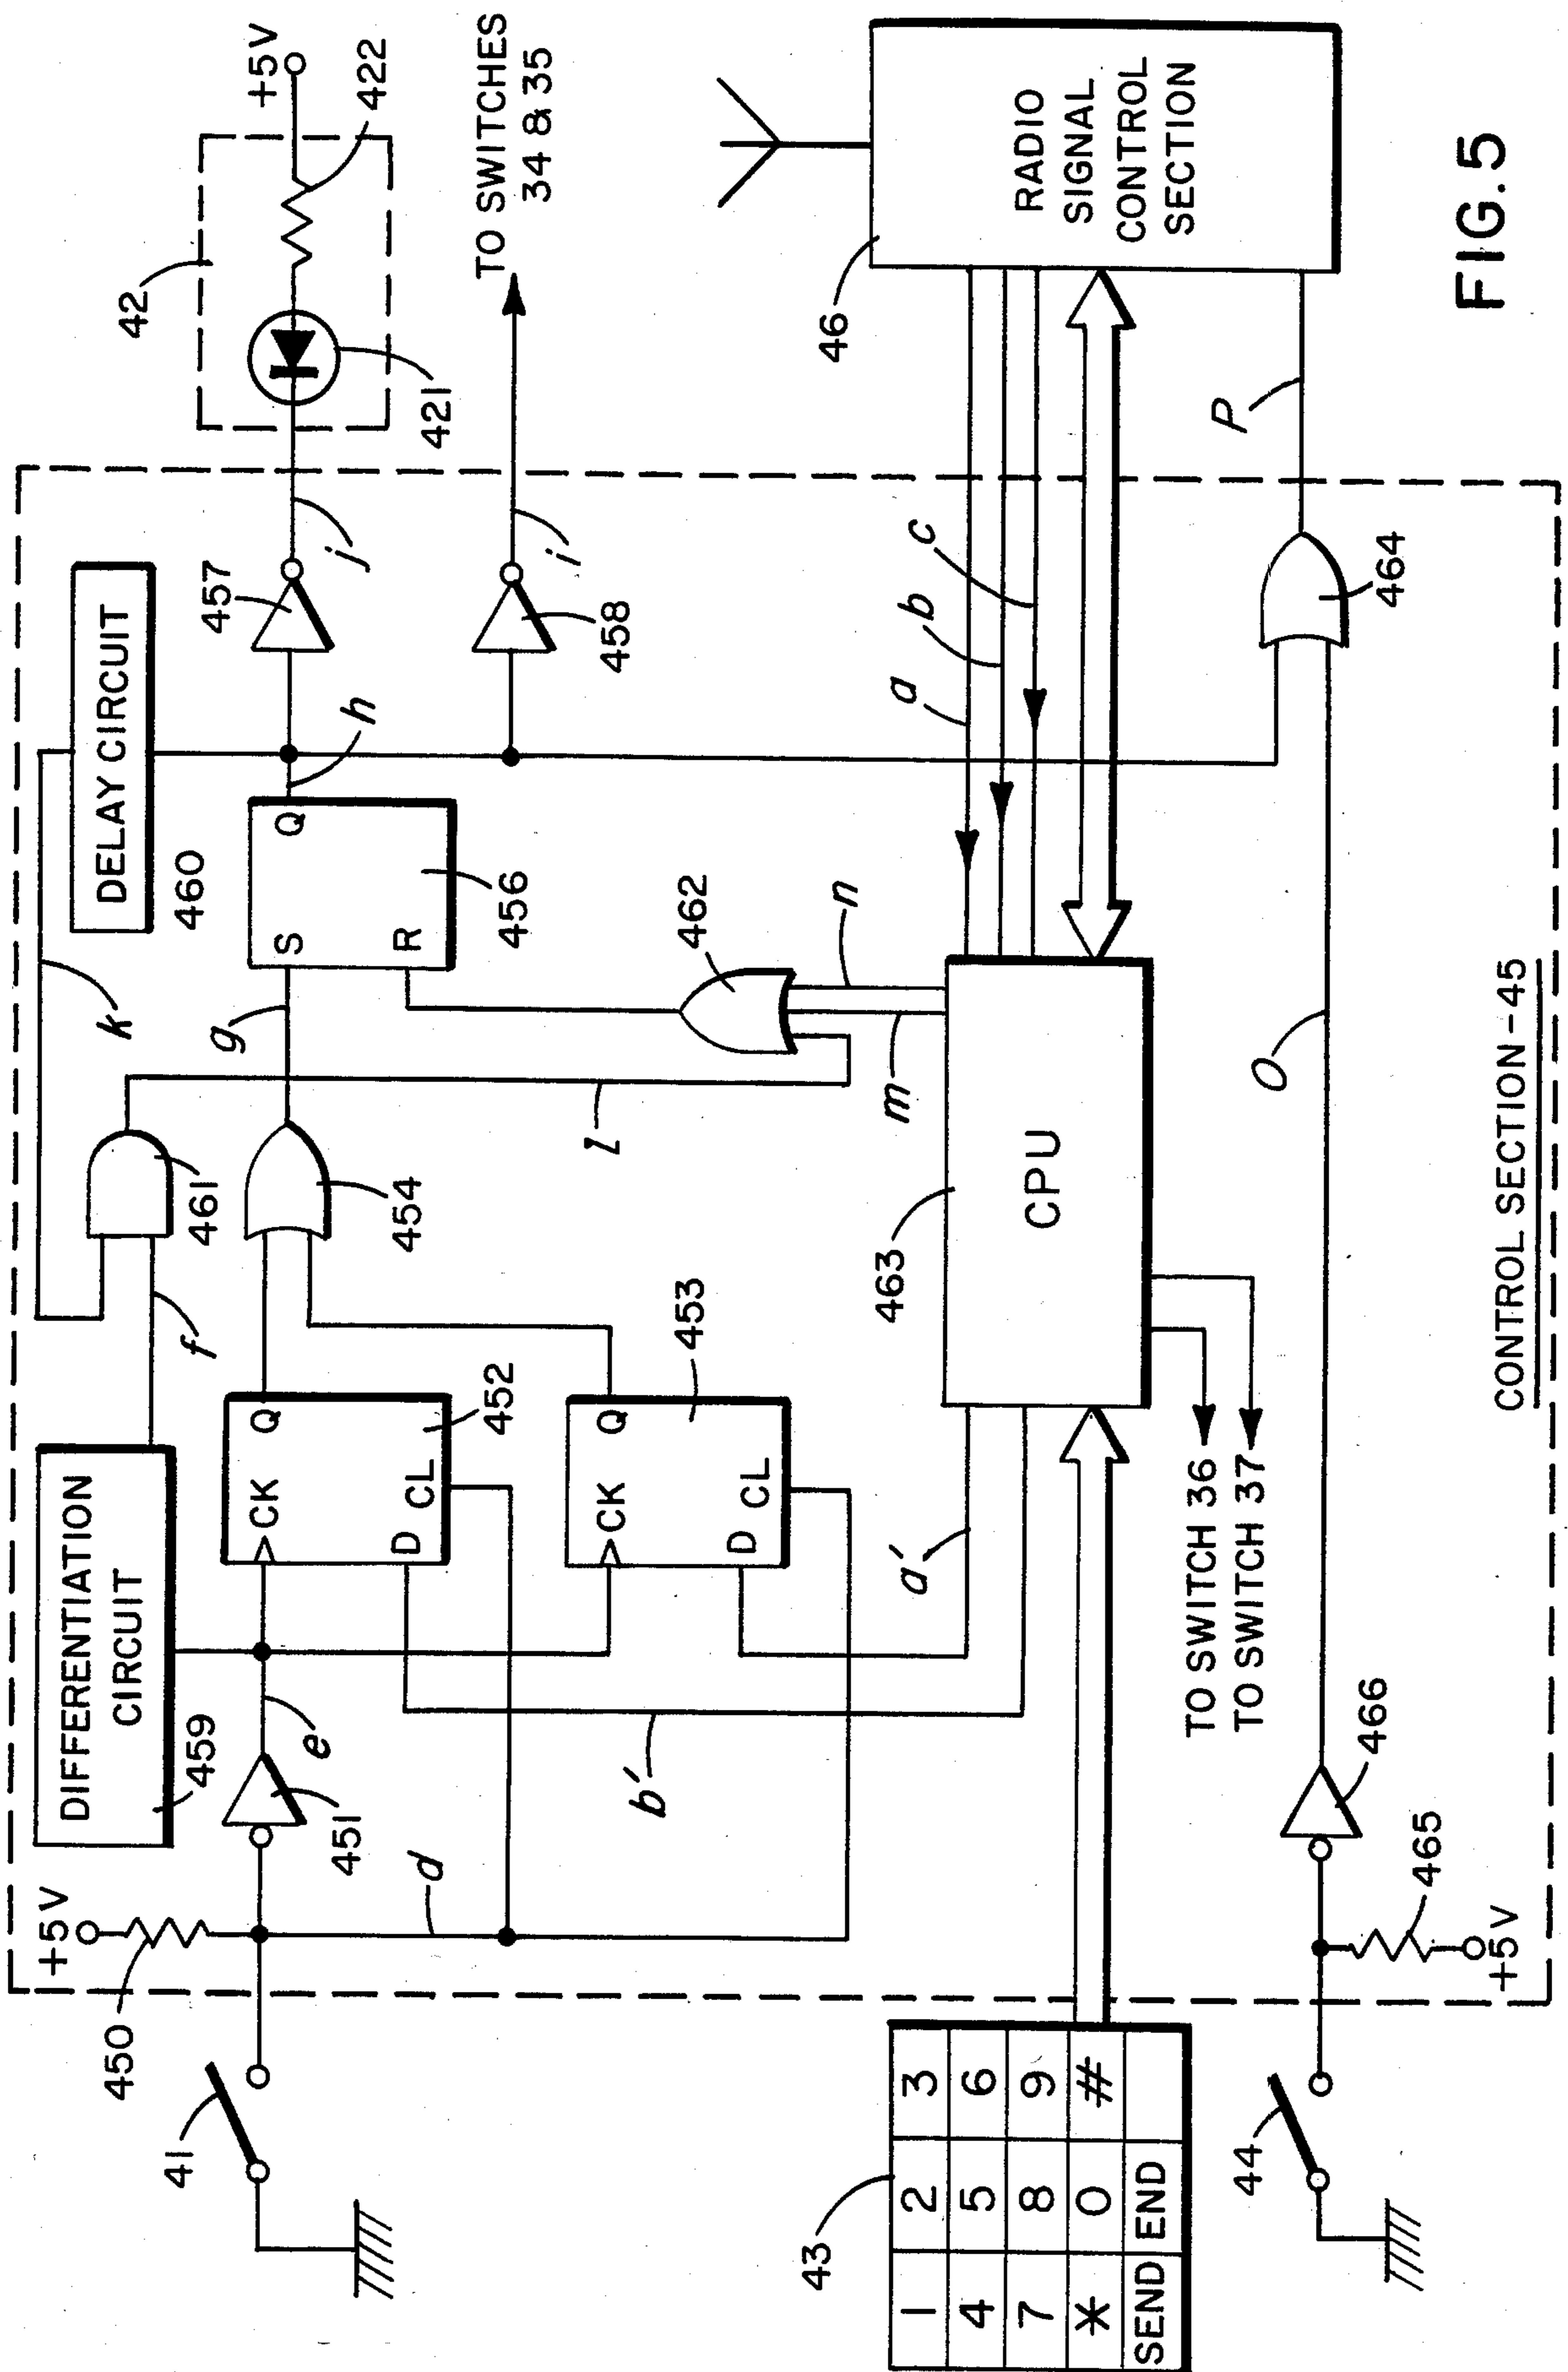 +5V
450
41
DIFFERENTIATION
CIRCUIT
459
451
e
d
f
k
461
CK
Q
D
CL
452
CK
Q
D
CL
453
454
g
l
b'
a'
S
Q
R
456
h
DELAY CIRCUIT
460
457
j
458
i
42
421
422
+5V
TO SWITCHES
34 & 35
462
n
m
CPU
463
a
b
c
46
RADIO
SIGNAL
CONTROL
SECTION
P
464
O
TO SWITCH 36
TO SWITCH 37
43
1 2 3
4 5 6
7 8 9
* 0 #
SEND END
44
466
465
+5V
CONTROL SECTION-45
FIG.5